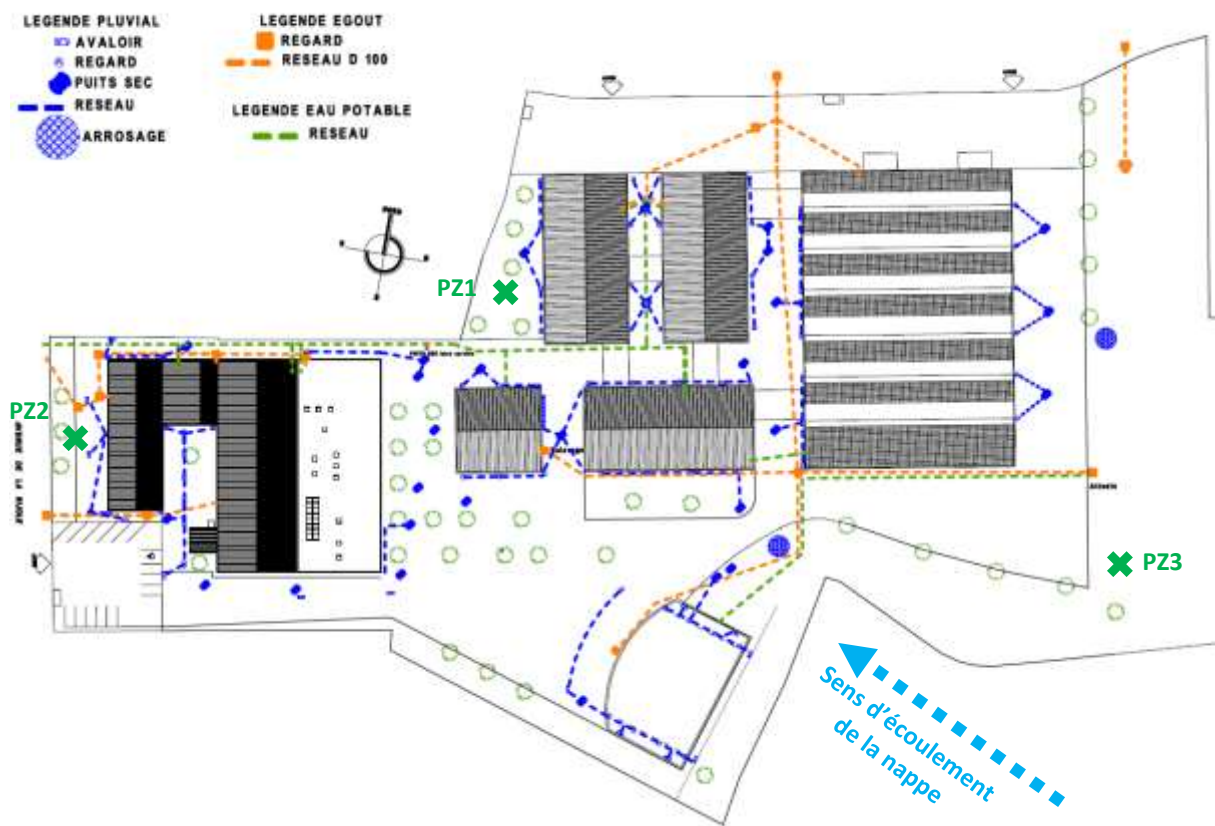 LEGENDE PLUVIAL
AVALOIR
REGARD
PUITS SEC
RESEAU
ARROSAGE
LEGENDE EGOUT
REGARD
RESEAU D 100
LEGENDE EAU POTABLE
RESEAU
PZ1
PZ2
PZ3
Sens d'écoulement
de la nappe